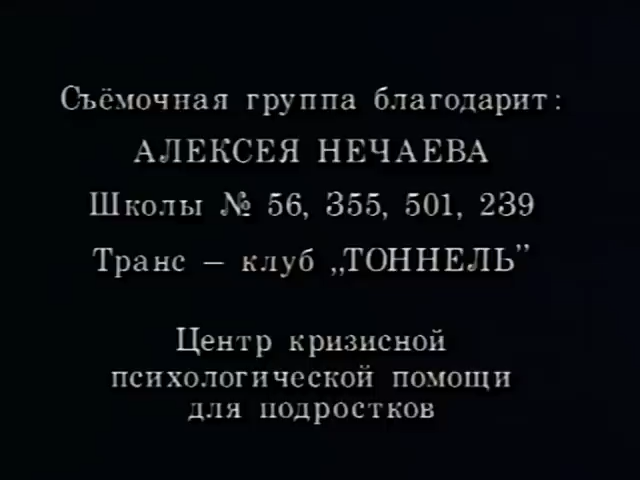 Съёмочная группа благодарит:
АЛЕКСЕЯ НЕЧАЕВА
Школы № 56, 355, 501, 239
Транс – клуб „ТОННЕЛЬ”
Центр кризисной
психологической помощи
для подростков